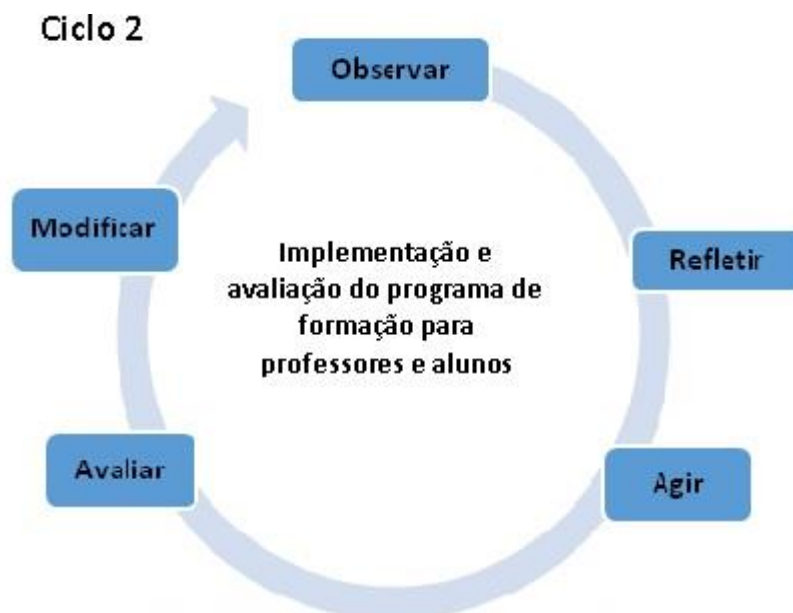 Ciclo 2
Observar
Refletir
Agir
Avaliar
Modificar
Implementação e
avaliação do programa de
formação para
professores e alunos